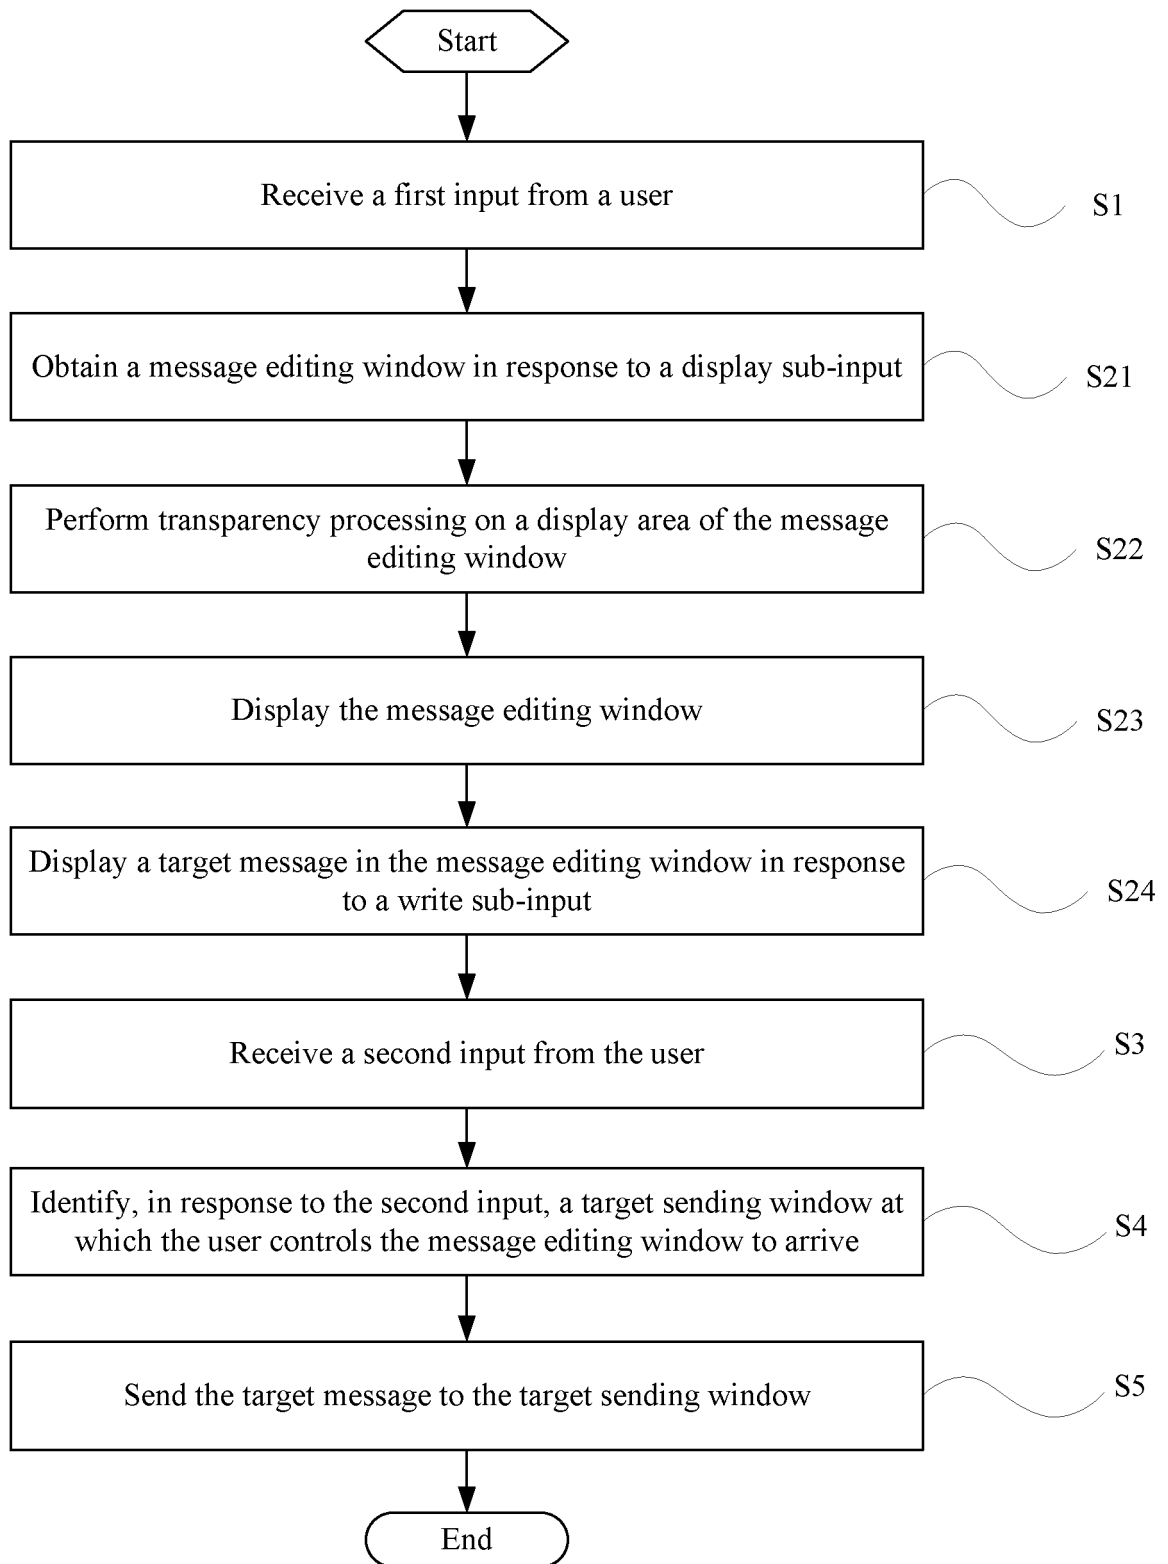 Start
Receive a first input from a user
S1
Obtain a message editing window in response to a display sub-input
S21
Perform transparency processing on a display area of the message
editing window
S22
Display the message editing window
S23
Display a target message in the message editing window in response
to a write sub-input
S24
Receive a second input from the user
S3
Identify, in response to the second input, a target sending window at
which the user controls the message editing window to arrive
S4
Send the target message to the target sending window
S5
End